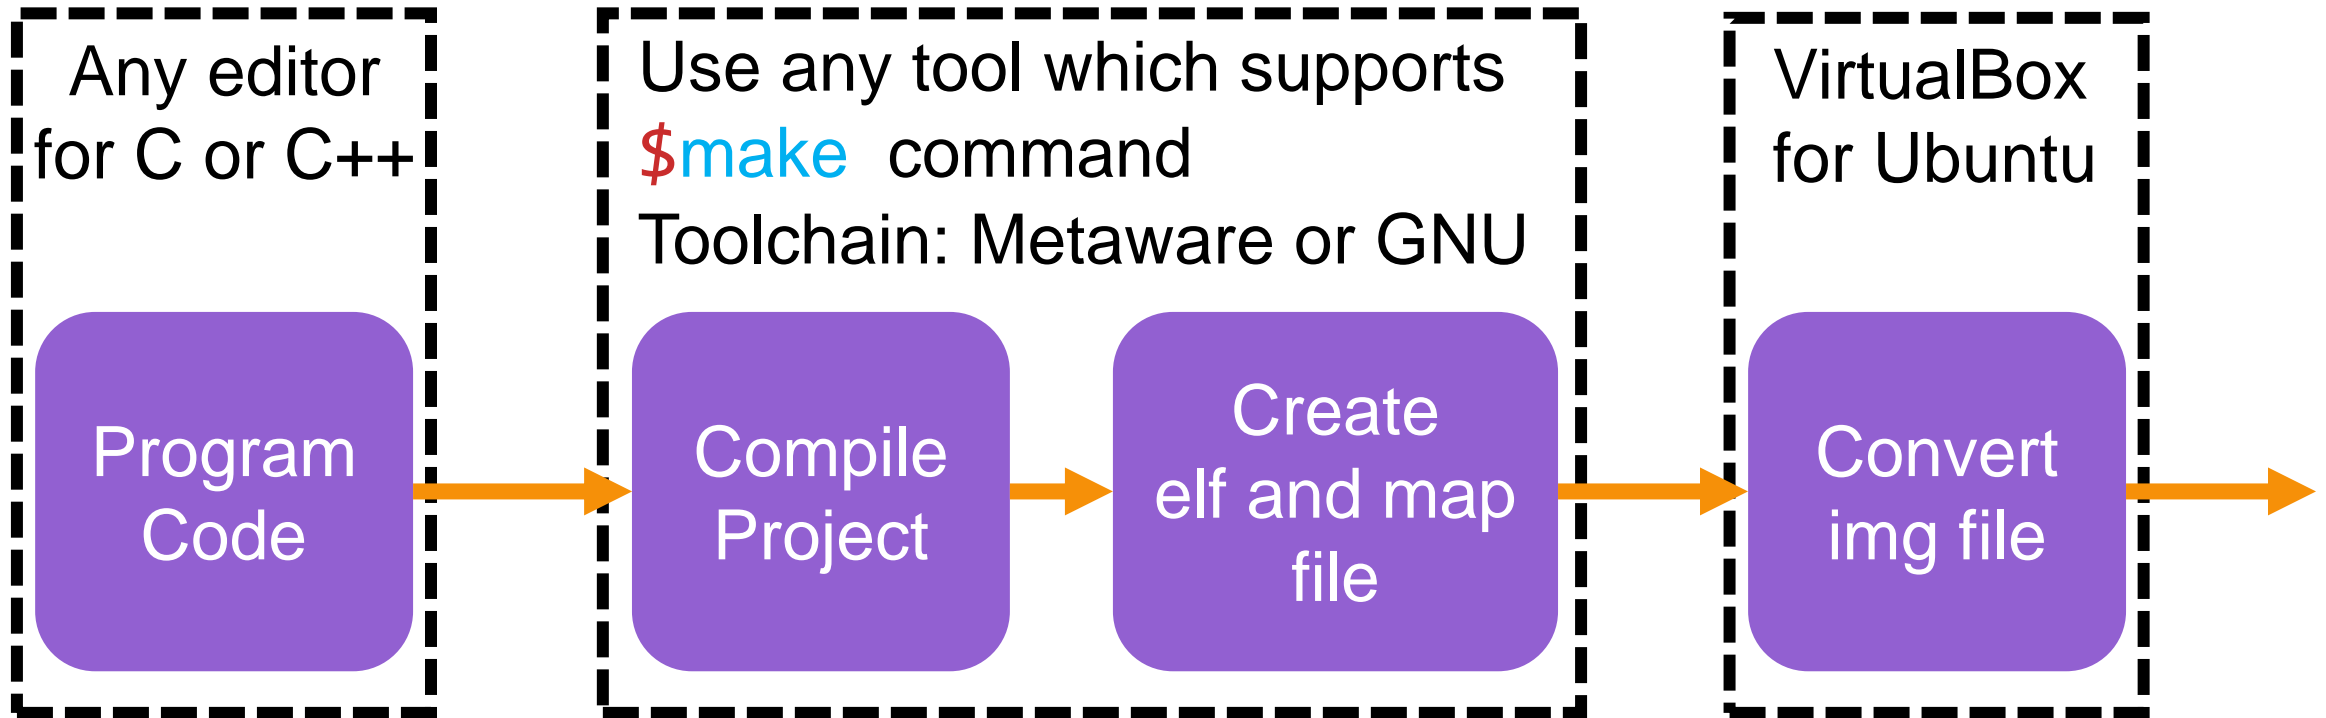 Any editor
for C or C++
Use any tool which supports
$make command
Toolchain: Metaware or GNU
VirtualBox
for Ubuntu
Program
Code
Compile
Project
Create
elf and map
file
Convert
img file